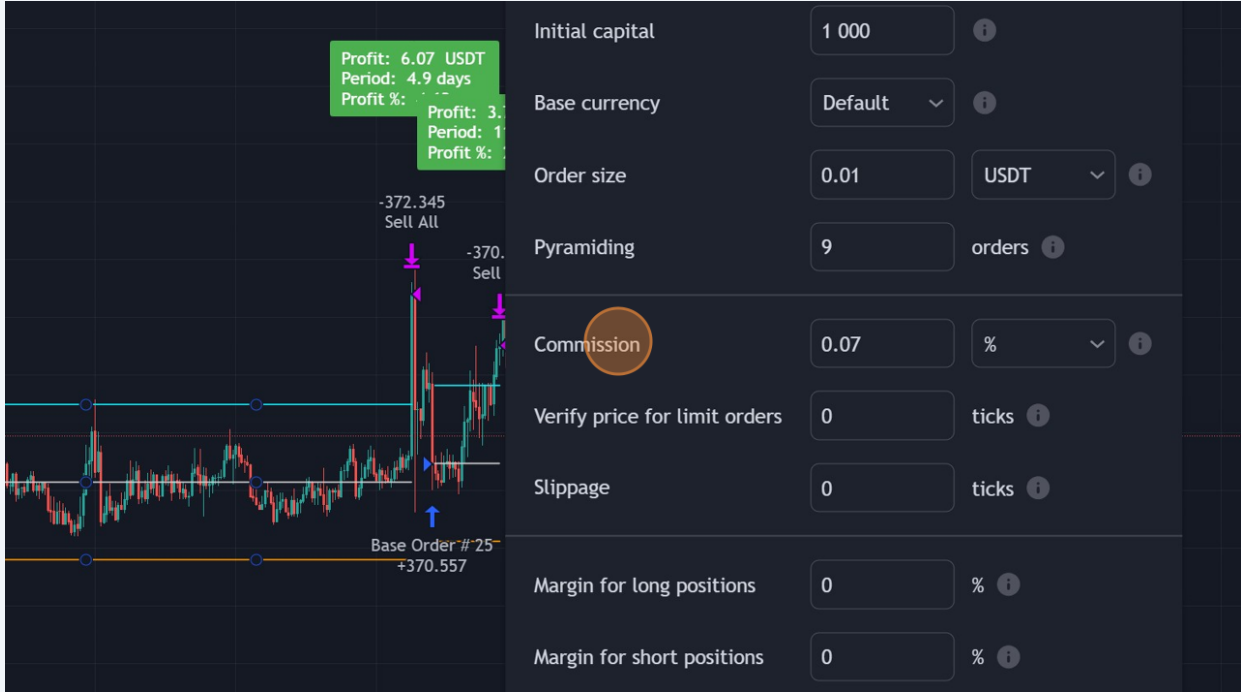 Profit: 6.07 USDT
Period: 4.9 days
Profit %:
Profit: 3.
Period: 1
Profit %:
-372.345
Sell All
-370.
Sell
Base Order # 25
+370.557
Initial capital 1 000
Base currency Default
Order size 0.01 USDT
Pyramiding 9 orders
Commission 0.07 %
Verify price for limit orders 0 ticks
Slippage 0 ticks
Margin for long positions 0 %
Margin for short positions 0 %